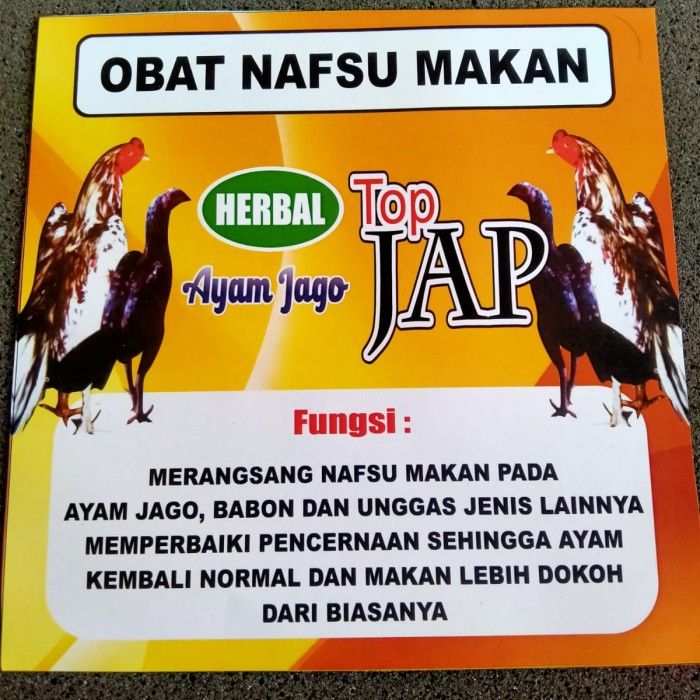 OBAT NAFSU MAKAN
HERBAL
Top
JAP
Ayam Jago
Fungsi :
MERANGSANG NAFSU MAKAN PADA
AYAM JAGO, BABON DAN UNGGAS JENIS LAINNYA
MEMPERBAIKI PENCERNAAN SEHINGGA AYAM
KEMBALI NORMAL DAN MAKAN LEBIH DOKOH
DARI BIASANYA